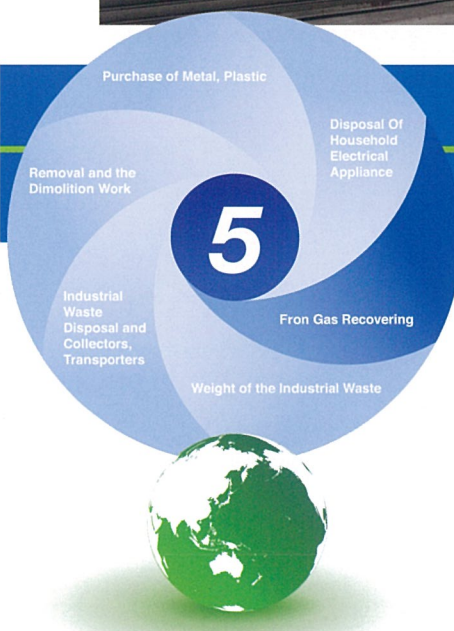 Purchase of Metal, Plastic
Disposal Of
Household
Electrical
Appliance
Removal and the
Dimolition Work
5
Industrial
Waste
Disposal and
Collectors,
Transporters
Fron Gas Recovering
Weight of the Industrial Waste